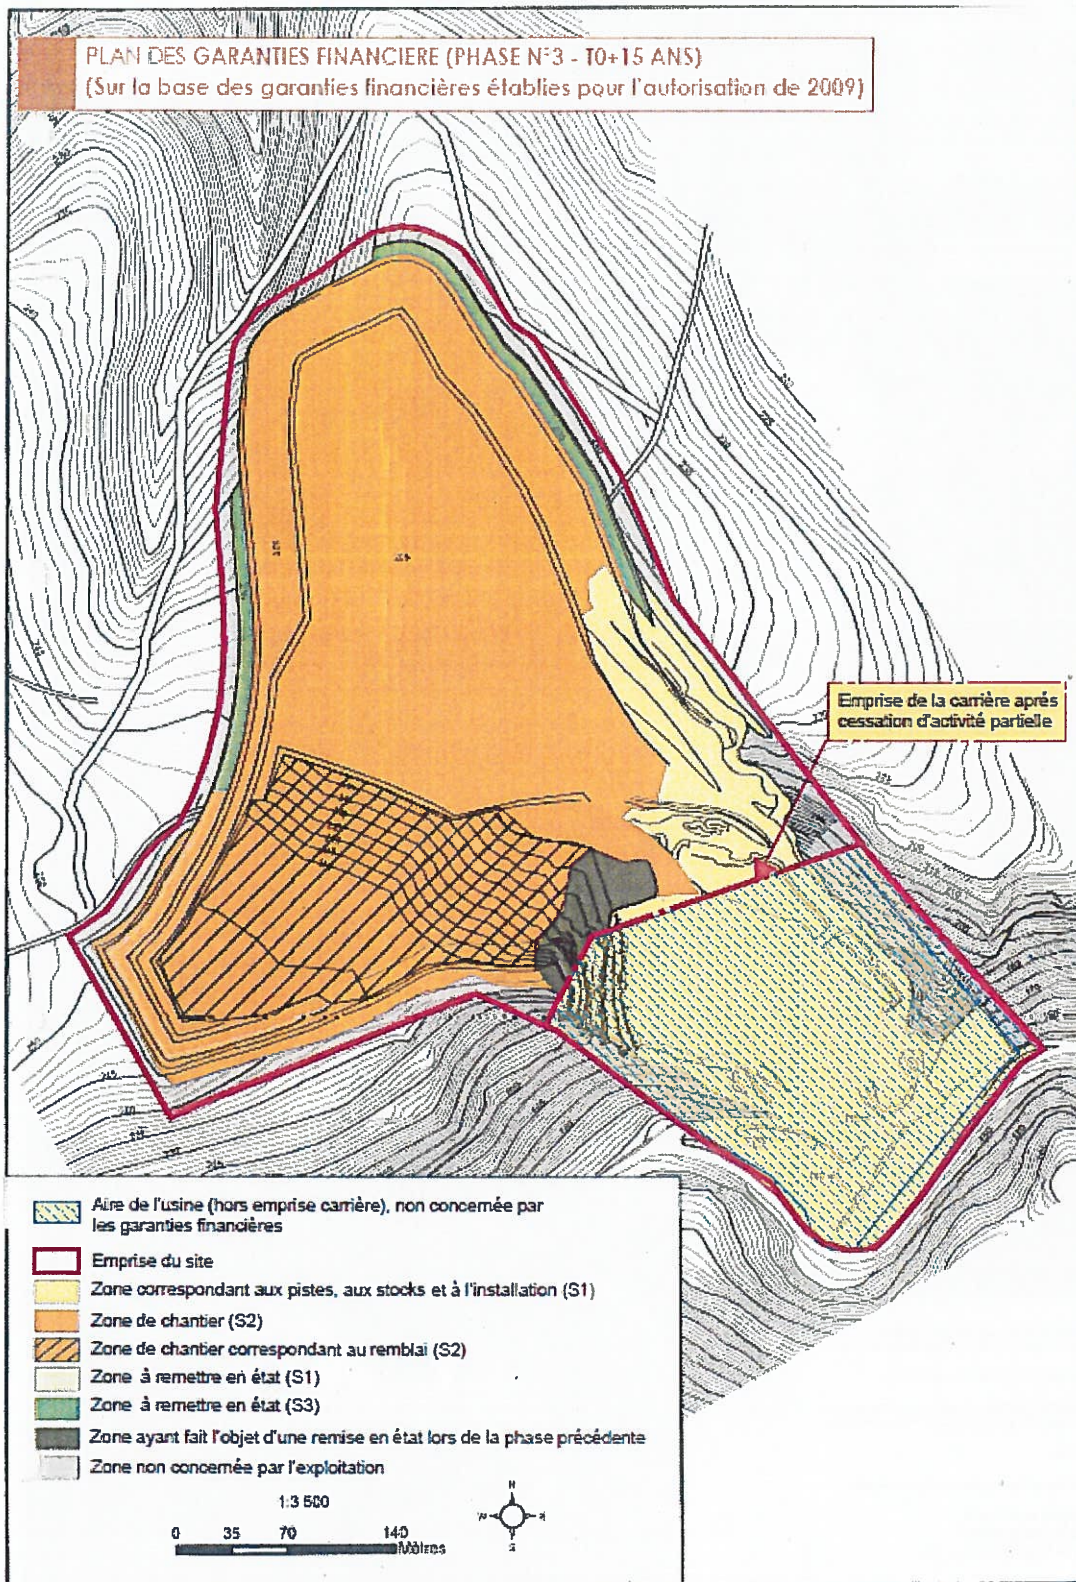 PLAN DES GARANTIES FINANCIERE (PHASE N°3 - T0+15 ANS)
(Sur la base des garanties financières établies pour l'autorisation de 2009)
Emprise de la carrière après
cessation d'activité partielle
Aire de l'usine (hors emprise carrière), non concernée par
les garanties financières
Emprise du site
Zone correspondant aux pistes, aux stocks et à l'installation (S1)
Zone de chantier (S2)
Zone de chantier correspondant au remblai (S2)
Zone à remettre en état (S1)
Zone à remettre en état (S3)
Zone ayant fait l'objet d'une remise en état lors de la phase précédente
Zone non concernée par l'exploitation
1:3 500
N
S
0 35 70 140
Mètres